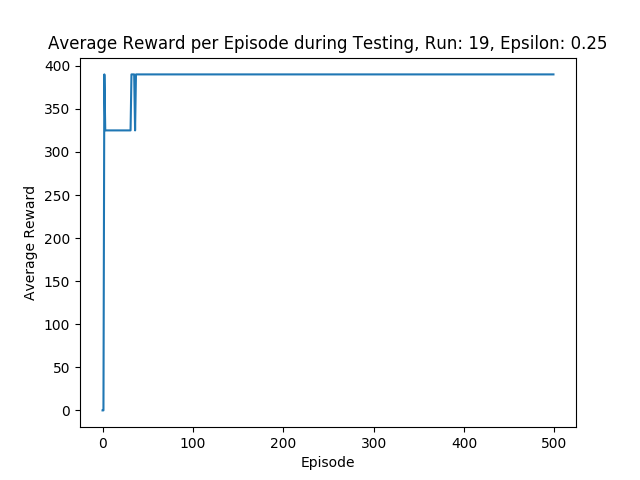 Average Reward per Episode during Testing, Run: 19, Epsilon: 0.25
400
350
300
250
200
150
100
50
0
Average Reward
0 100 200 300 400 500
Episode